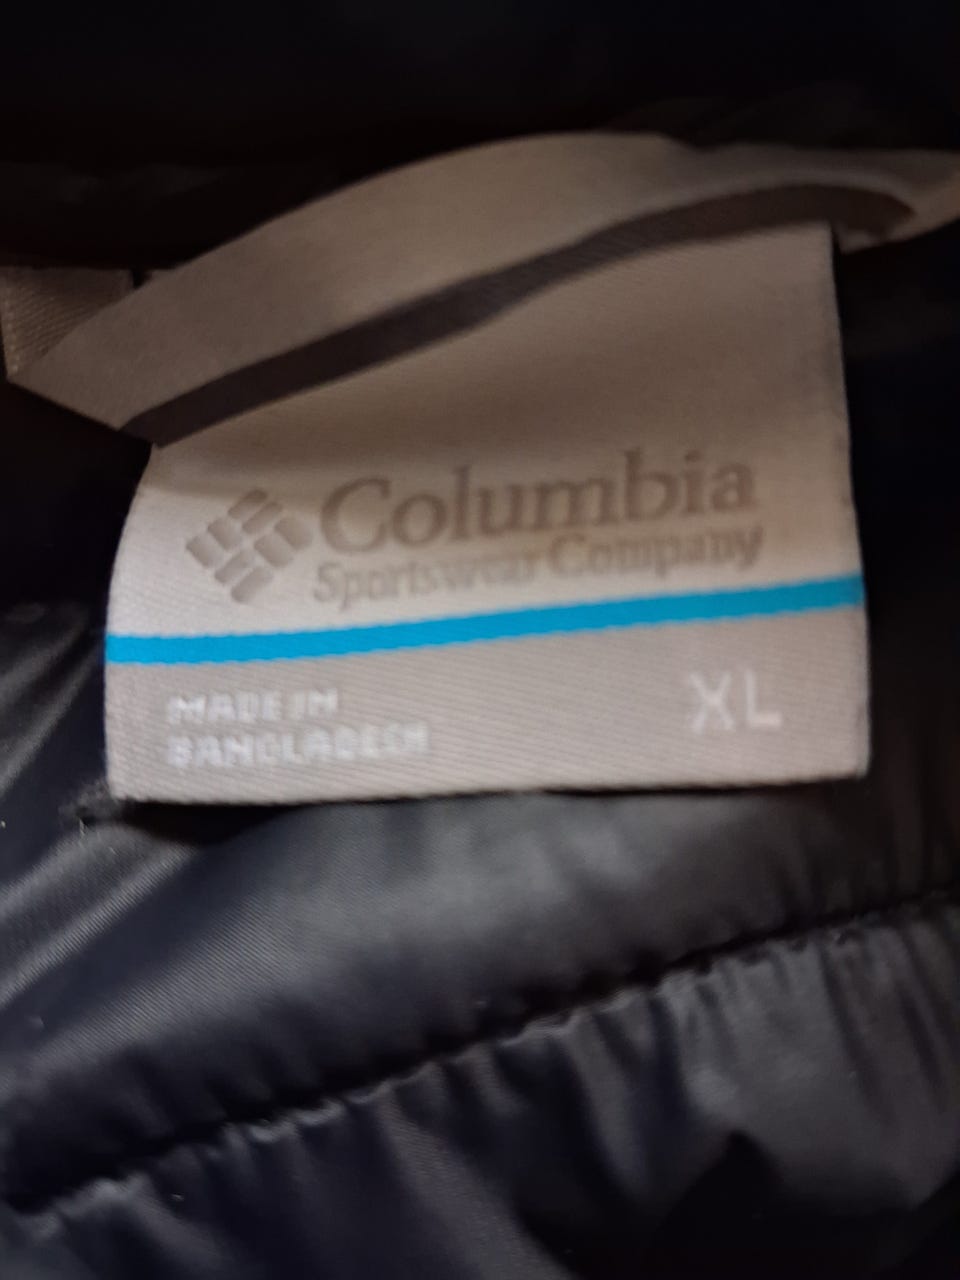 Columbia
Sportswear Company
MADE IN
BANGLADESH
XL